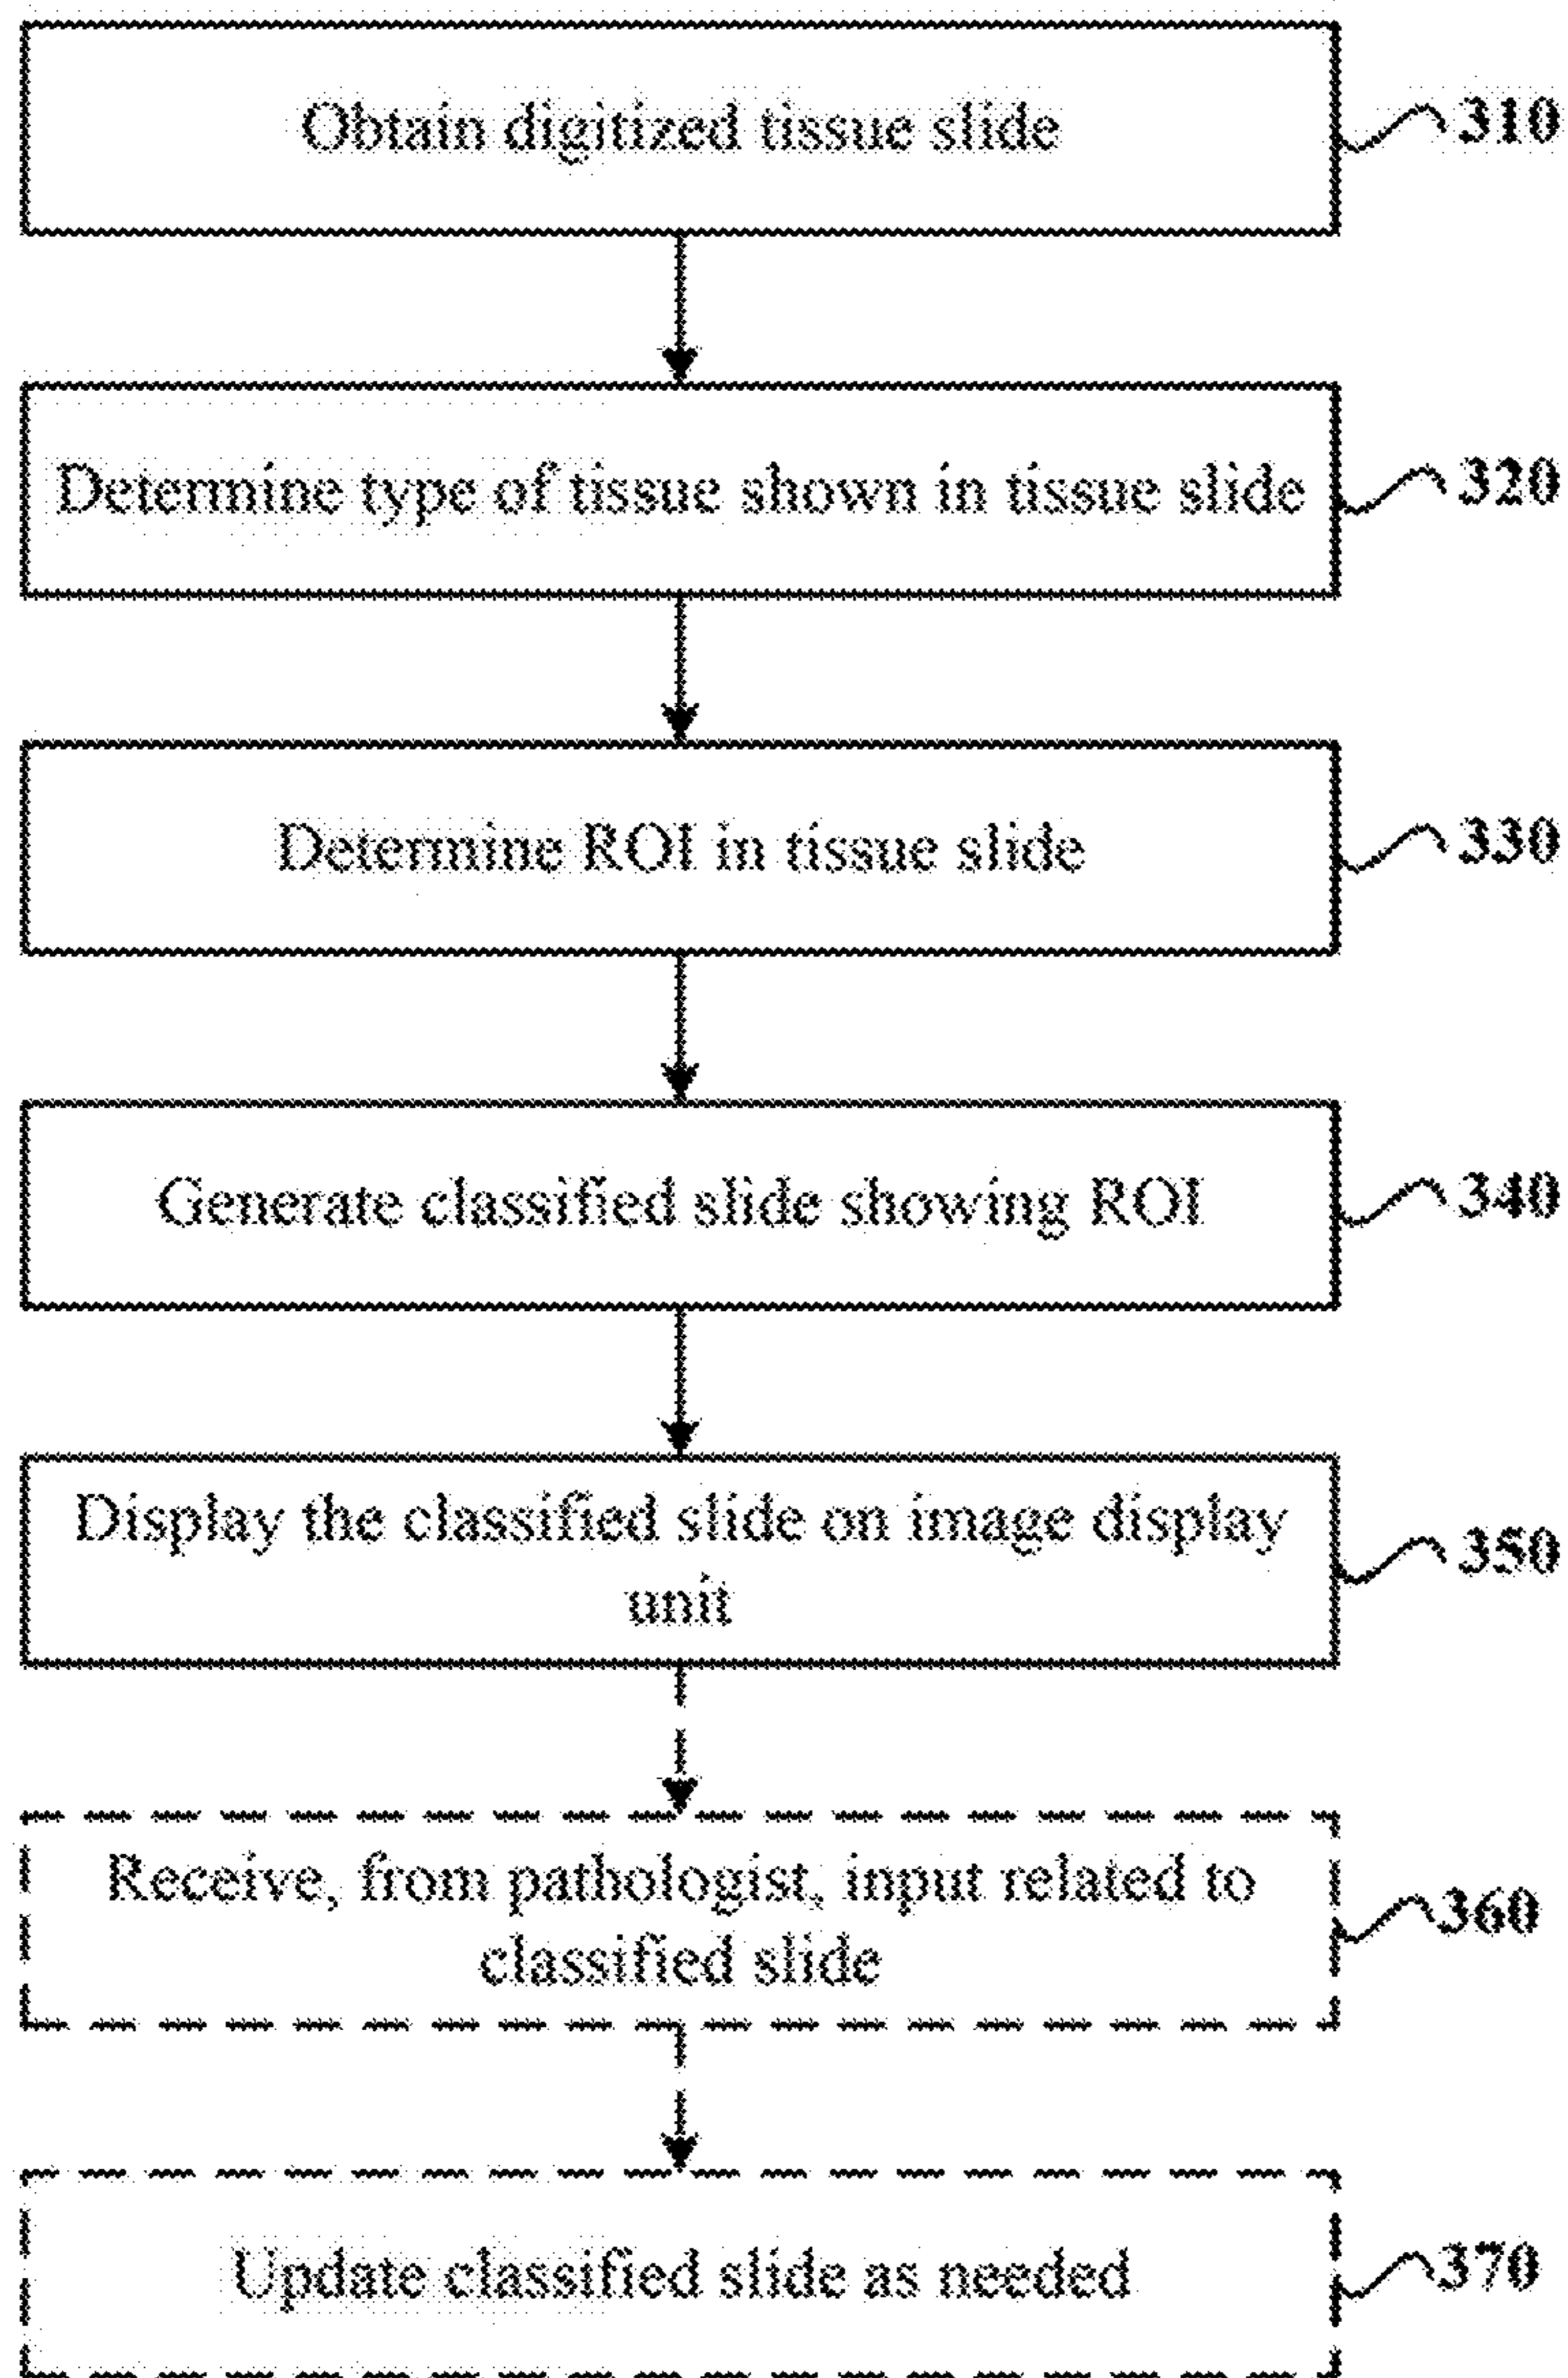 Obtain digitized tissue slide
310
Determine type of tissue shown in tissue slide
320
Determine ROI in tissue slide
330
Generate classified slide showing ROI
340
Display the classified slide on image display
unit
350
Receive, from pathologist, input related to
classified slide
360
Update classified slide as needed
370